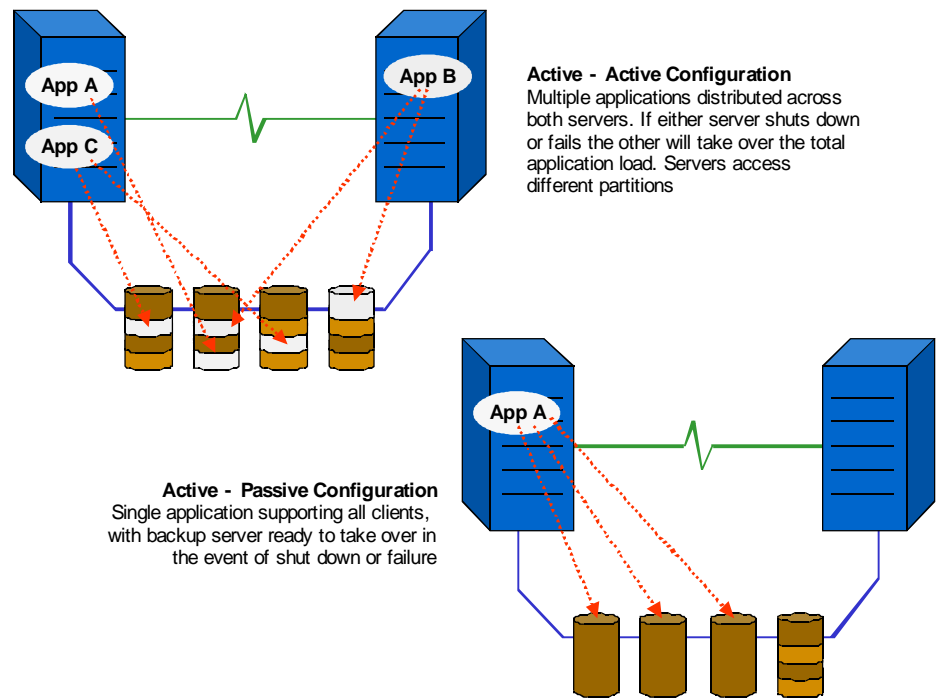 App A
App B
App C
Active - Active Configuration
Multiple applications distributed across
both servers. If either server shuts down
or fails the other will take over the total
application load. Servers access
different partitions
App A
Active - Passive Configuration
Single application supporting all clients,
with backup server ready to take over in
the event of shut down or failure